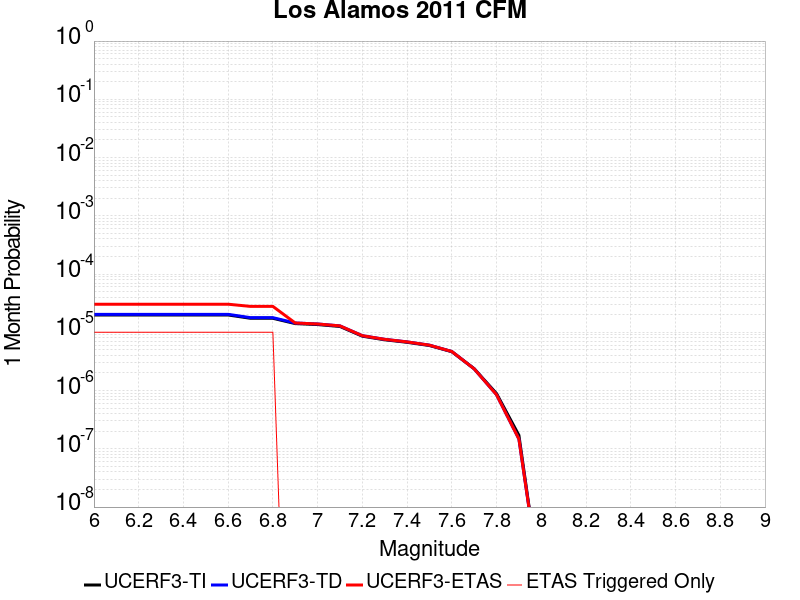 Los Alamos 2011 CFM
10^0
10^-1
10^-2
10^-3
10^-4
10^-5
10^-6
10^-7
10^-8
1 Month Probability
6 6.2 6.4 6.6 6.8 7 7.2 7.4 7.6 7.8 8 8.2 8.4 8.6 8.8 9
Magnitude
UCERF3-TI UCERF3-TD UCERF3-ETAS ETAS Triggered Only